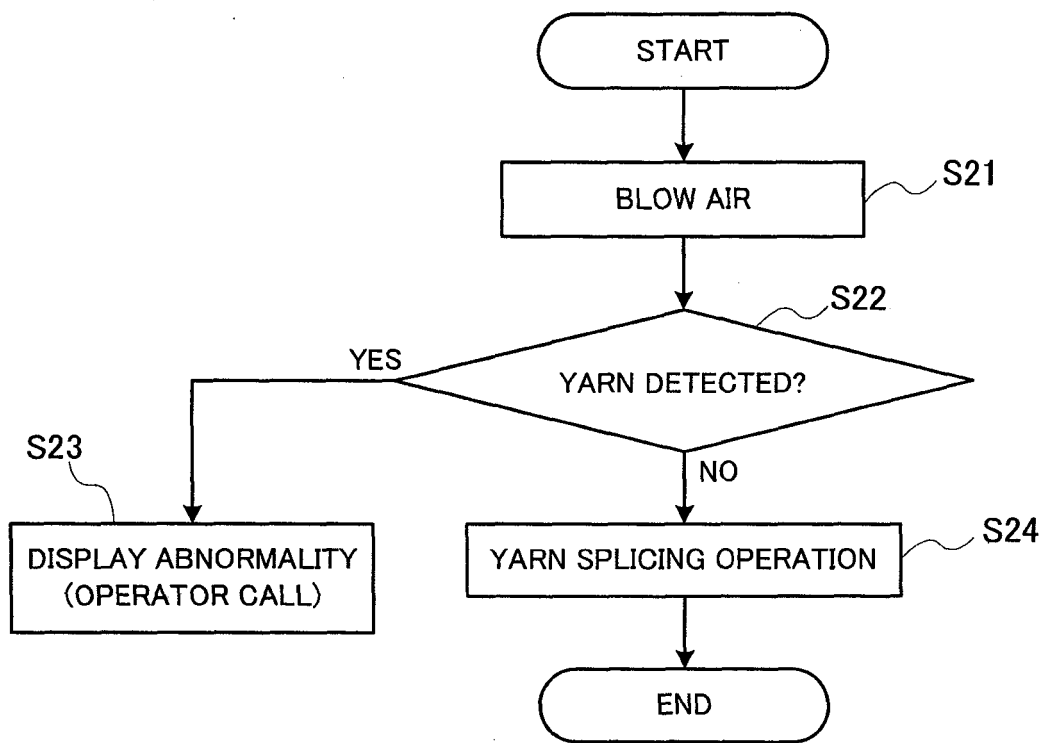 START
BLOW AIR
S21
S22
YARN DETECTED?
YES
NO
S23
DISPLAY ABNORMALITY
(OPERATOR CALL)
YARN SPLICING OPERATION
S24
END